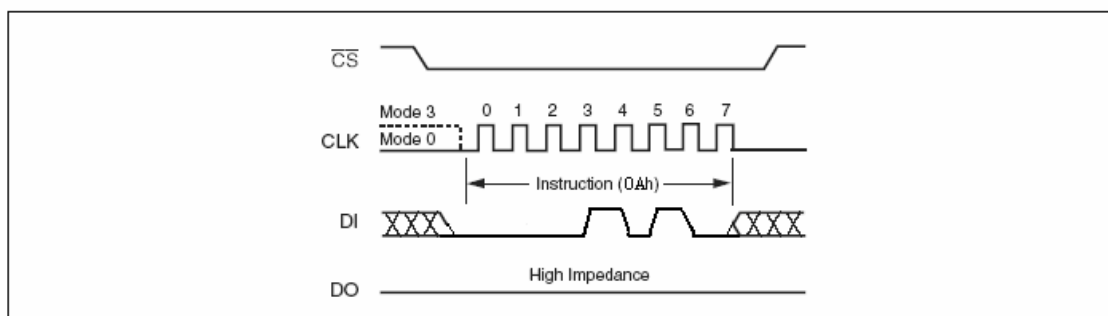 CS
Mode 3
0 1 2 3 4 5 6 7
CLK
Mode 0
Instruction (0Ah)
DI
High Impedance
DO